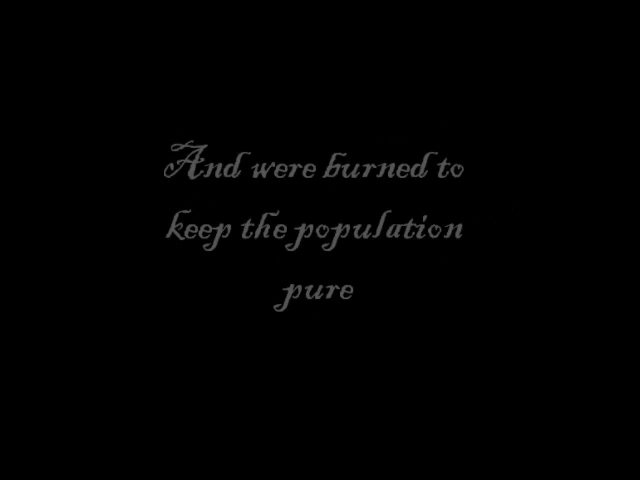 And were burned to
keep the population
pure